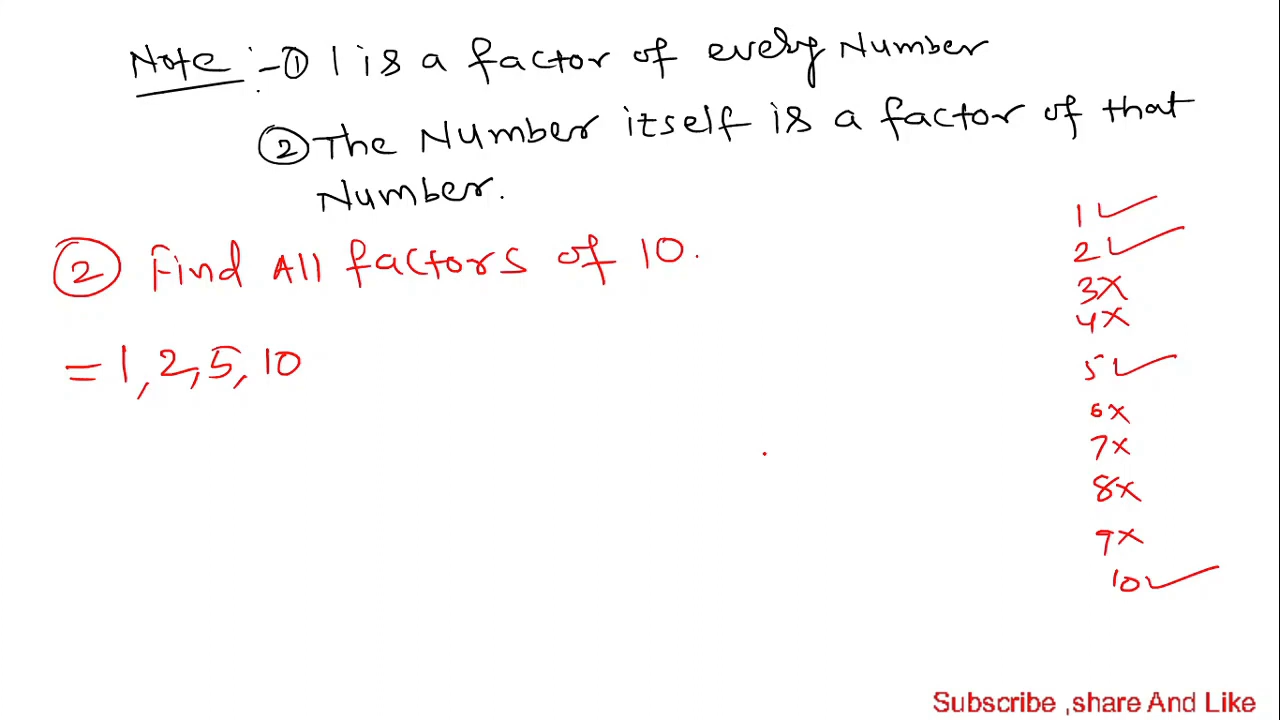 Note :- ① 1 is a factor of every Number
② The Number itself is a factor of that
Number.
② Find All factors of 10.
= 1, 2, 5, 10
1 ✓
2 ✓
3 X
4 X
5 ✓
6 X
7 X
8 X
9 X
10 ✓
Subscribe ,share And Like